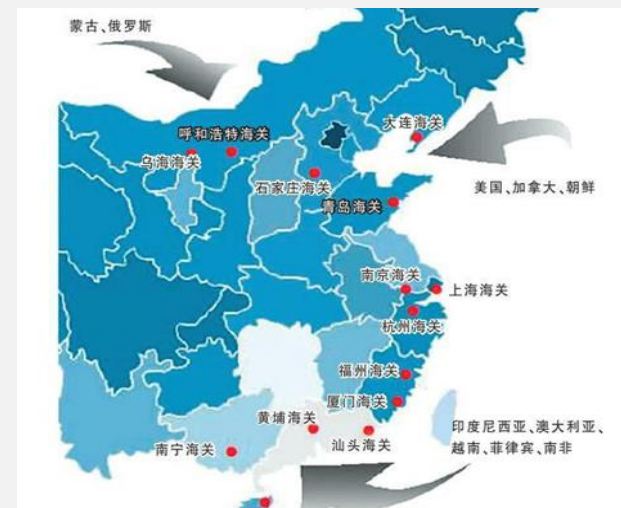 蒙古、俄罗斯
呼和浩特海关
大连海关
乌海海关
石家庄海关
美国、加拿大、朝鲜
青岛海关
南京海关
上海海关
杭州海关
福州海关
厦门海关
黄埔海关
印度尼西亚、澳大利亚、
越南、菲律宾、南非
南宁海关
汕头海关